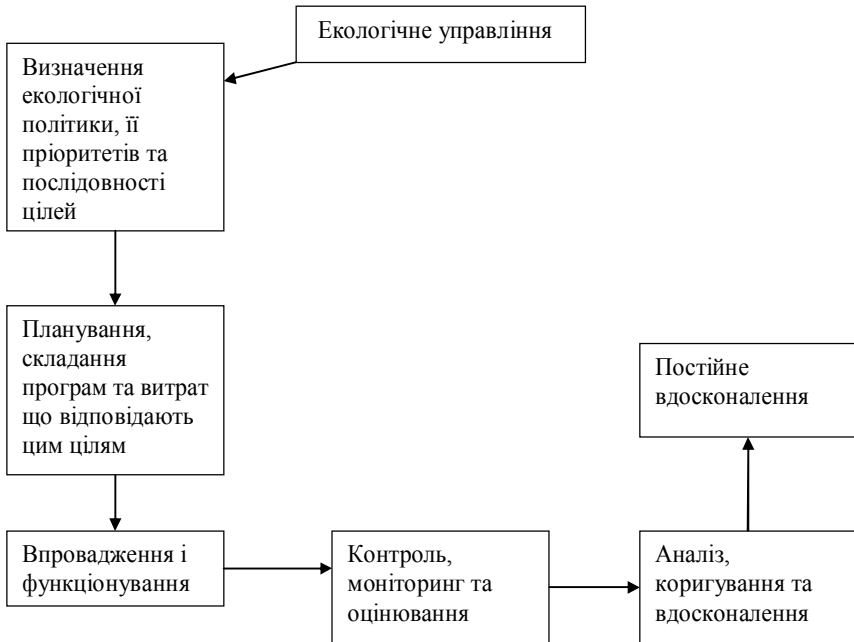 Екологічне управління
Визначення
екологічної
політики, її
пріоритетів та
послідовності
цілей
Планування,
складання
програм та витрат
що відповідають
цим цілям
Впровадження і
функціонування
Контроль,
моніторинг та
оцінювання
Аналіз,
коригування та
вдосконалення
Постійне
вдосконалення